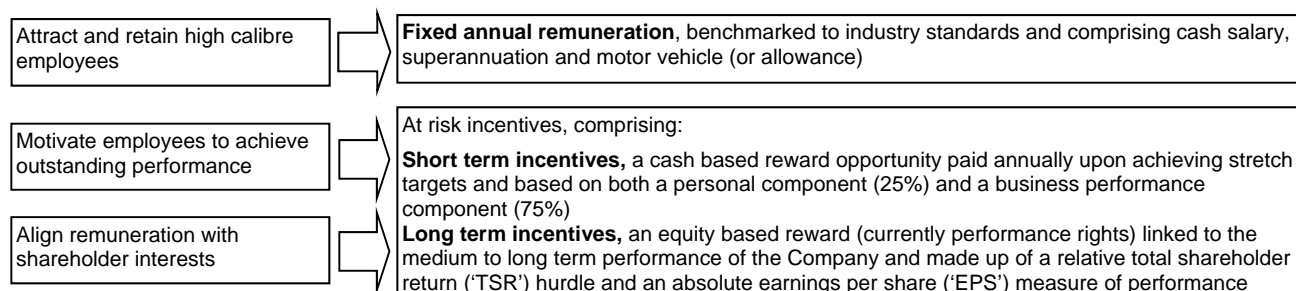 Attract and retain high calibre
employees
Fixed annual remuneration, benchmarked to industry standards and comprising cash salary,
superannuation and motor vehicle (or allowance)
Motivate employees to achieve
outstanding performance
At risk incentives, comprising:
Short term incentives, a cash based reward opportunity paid annually upon achieving stretch
targets and based on both a personal component (25%) and a business performance
component (75%)
Align remuneration with
shareholder interests
Long term incentives, an equity based reward (currently performance rights) linked to the
medium to long term performance of the Company and made up of a relative total shareholder
return (‘TSR’) hurdle and an absolute earnings per share (‘EPS’) measure of performance